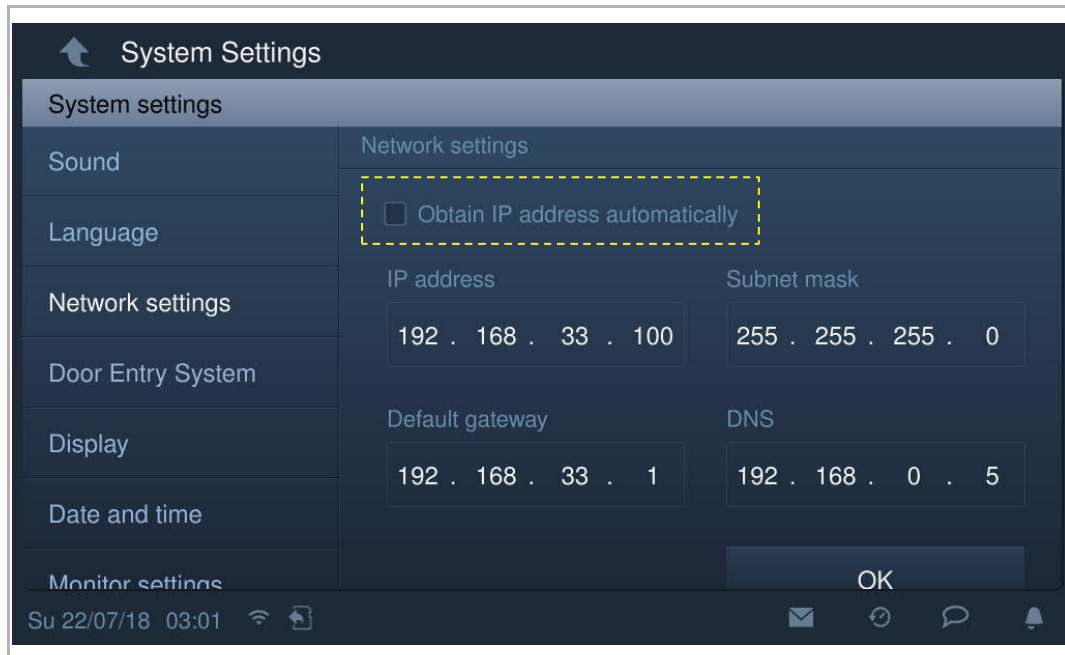 System Settings
System settings
Sound
Language
Network settings
Door Entry System
Display
Date and time
Monitor settings
Network settings
Obtain IP address automatically
IP address
192 . 168 . 33 . 100
Subnet mask
255 . 255 . 255 . 0
Default gateway
192 . 168 . 33 . 1
DNS
192 . 168 . 0 . 5
OK
Su 22/07/18 03:01